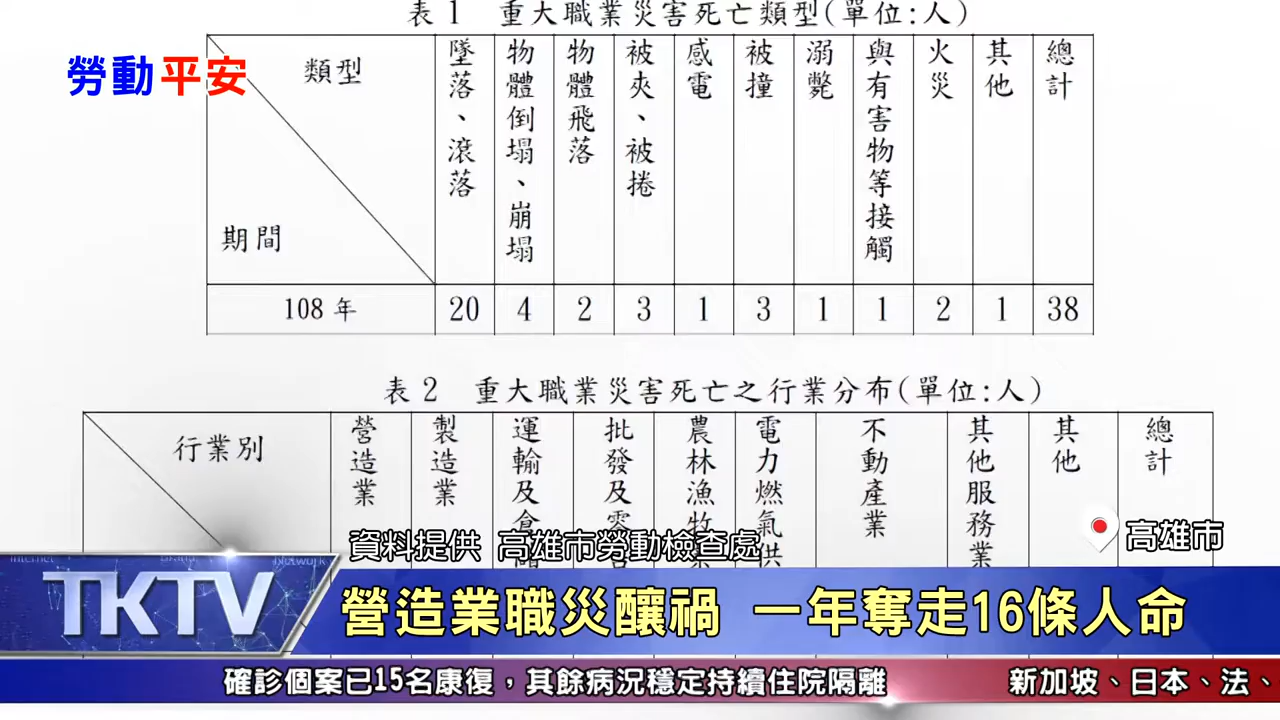 表1 重大職業災害死亡類型(單位:人)
勞動平安
類型
期間
墜落、滾落
物體倒塌、崩塌
物體飛落
被夾、被捲
感電
被撞
溺斃
與有害物等接觸
火災
其他
總計
108年 20 4 2 3 1 3 1 1 2 1 38
表2 重大職業災害死亡之行業分布(單位:人)
行業別
營造業
製造業
運輸及倉
批發及零
農林漁牧
電力燃氣供
不動產業
其他服務業
其他
總計
資料提供 高雄市勞動檢查處
高雄市
Internet
Network
TKTV
營造業職災釀禍 一年奪走16條人命
確診個案已15名康復，其餘病況穩定持續住院隔離 新加坡、日本、法、